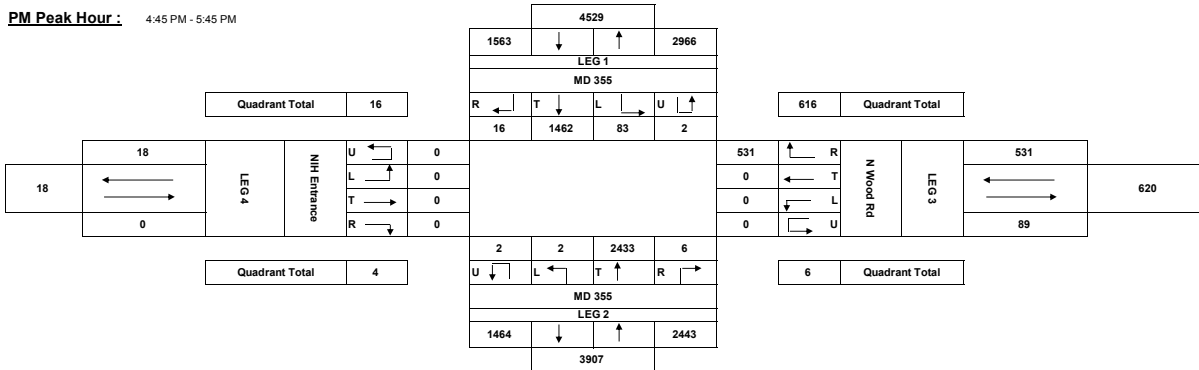 PM Peak Hour : 4:45 PM - 5:45 PM
4529
1563 2966
LEG 1
MD 355
Quadrant Total 16
R T L U
616 Quadrant Total
16 1462 83 2
18
18
0
LEG 4
NIH Entrance
U 0
L 0
T 0
R 0
531 R
0 T
0 L
0 U
N Wood Rd
LEG 3
531
89
620
2 2 2433 6
Quadrant Total 4
U L T R
6 Quadrant Total
MD 355
LEG 2
1464 2443
3907